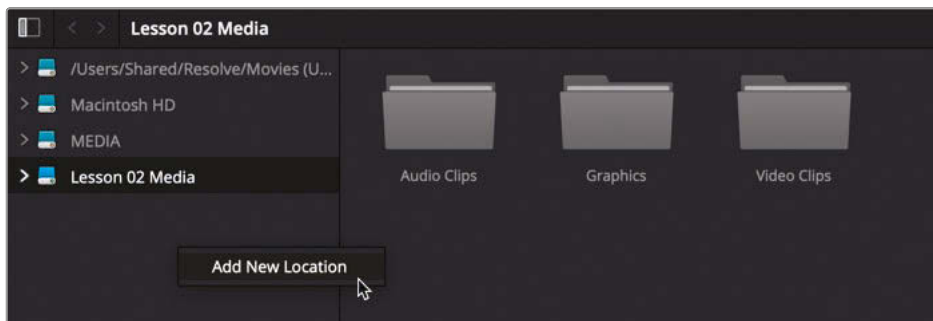 Lesson 02 Media
/Users/Shared/Resolve/Movies (U...
Macintosh HD
MEDIA
Lesson 02 Media
Audio Clips
Graphics
Video Clips
Add New Location